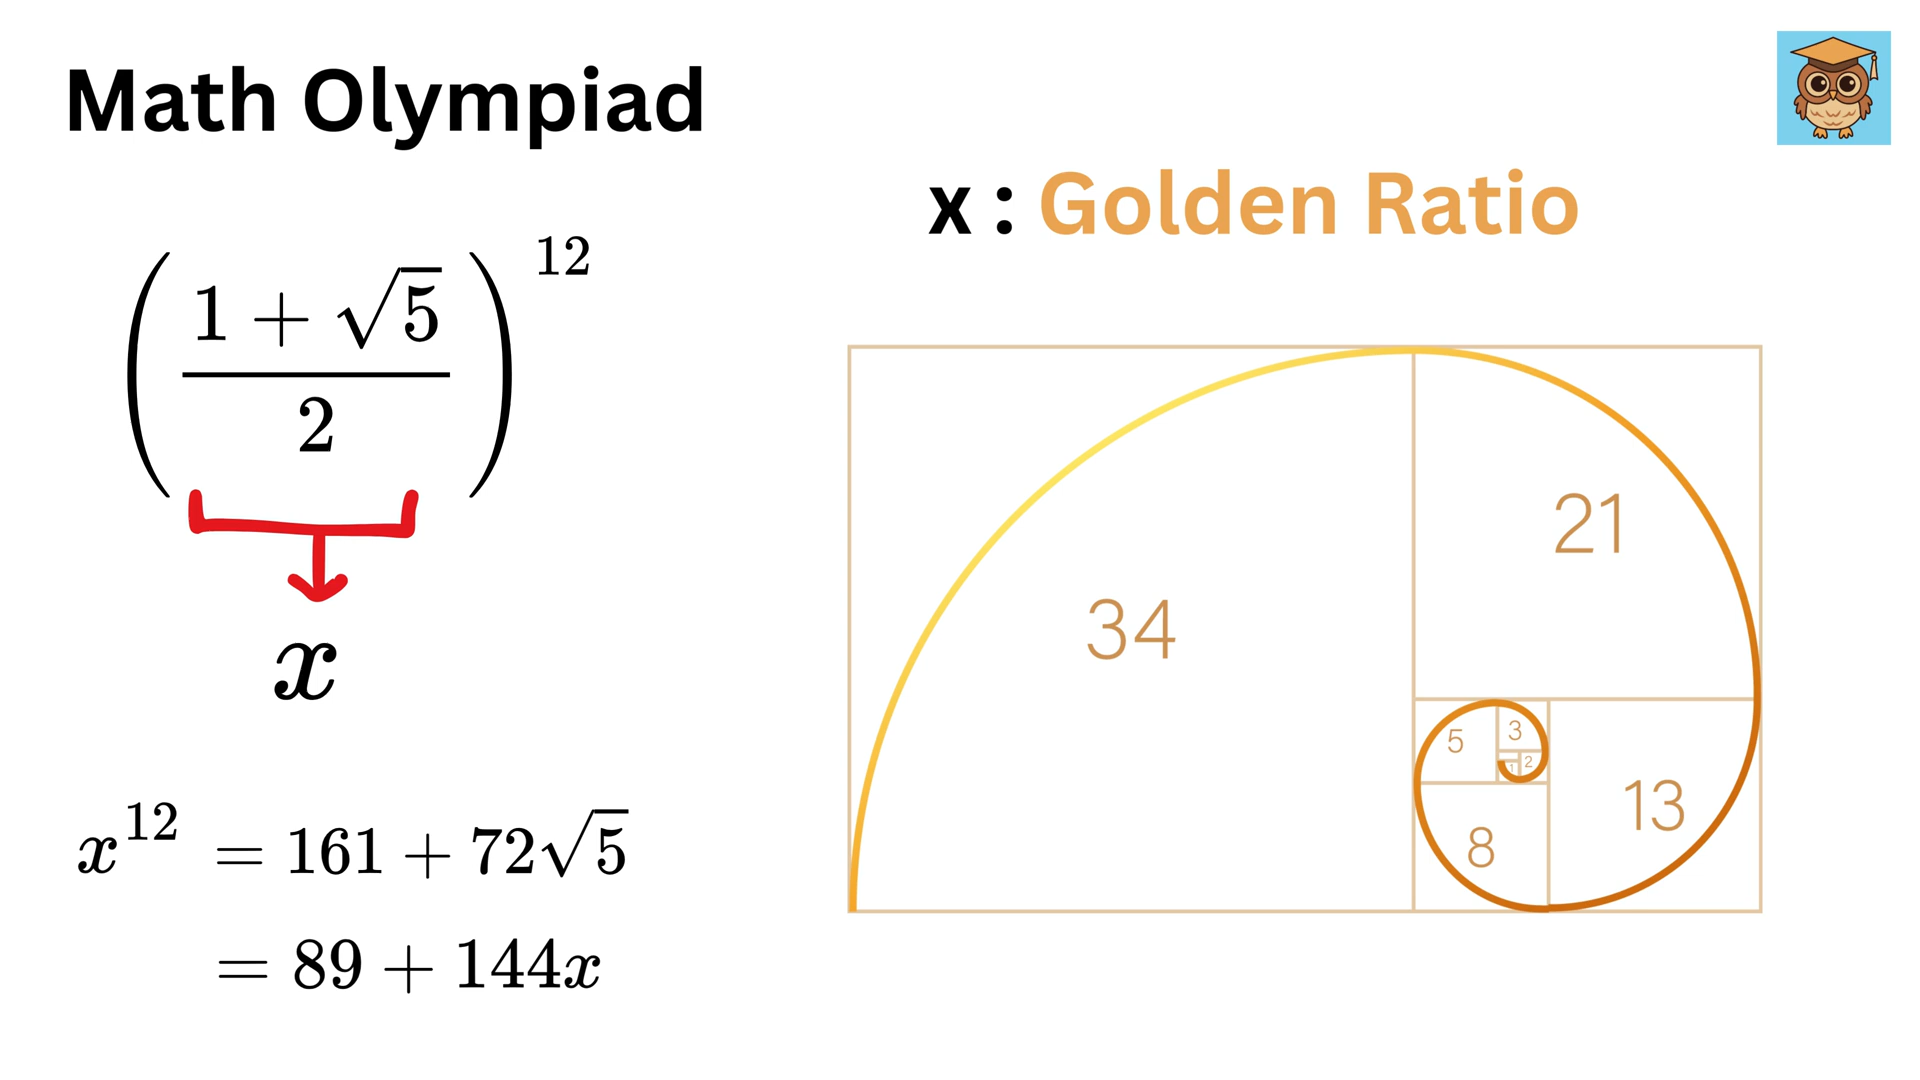 Math Olympiad
x : Golden Ratio
(1 + √5 / 2)^12
x
x^12 = 161 + 72√5
= 89 + 144x
34
21
5
3
2
1
8
13